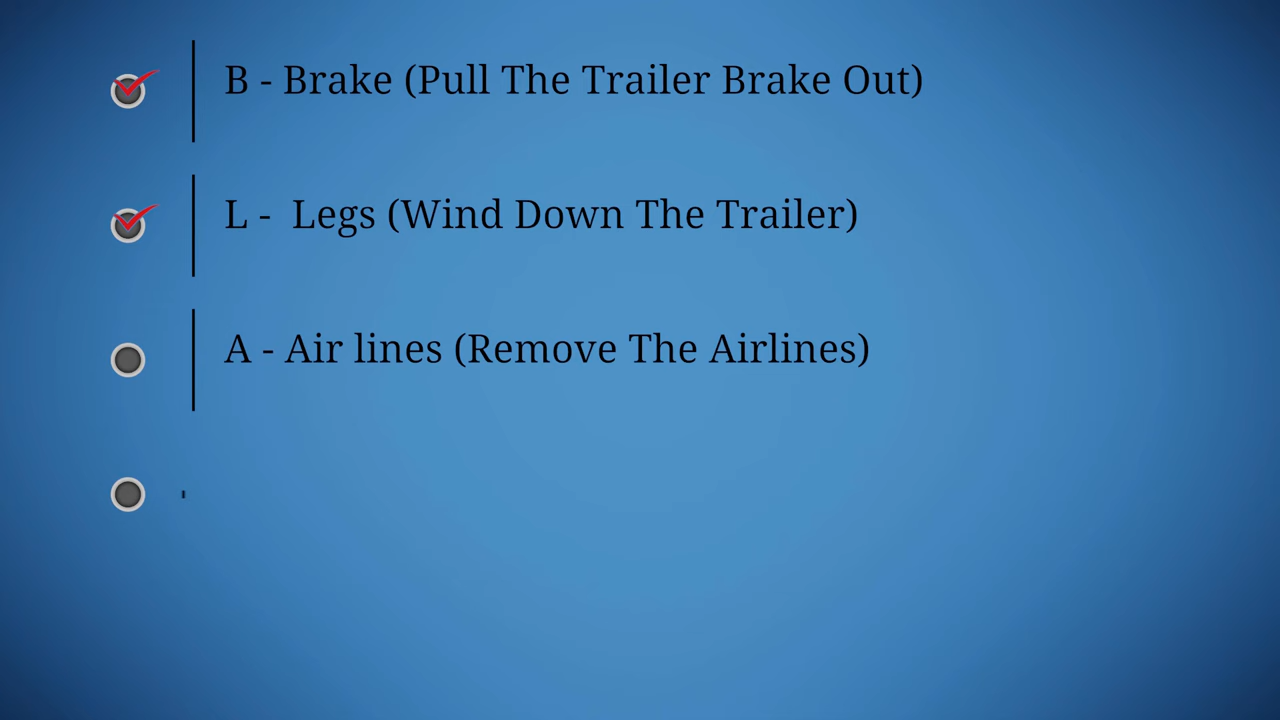 B - Brake (Pull The Trailer Brake Out)
L -  Legs (Wind Down The Trailer)
A - Air lines (Remove The Airlines)